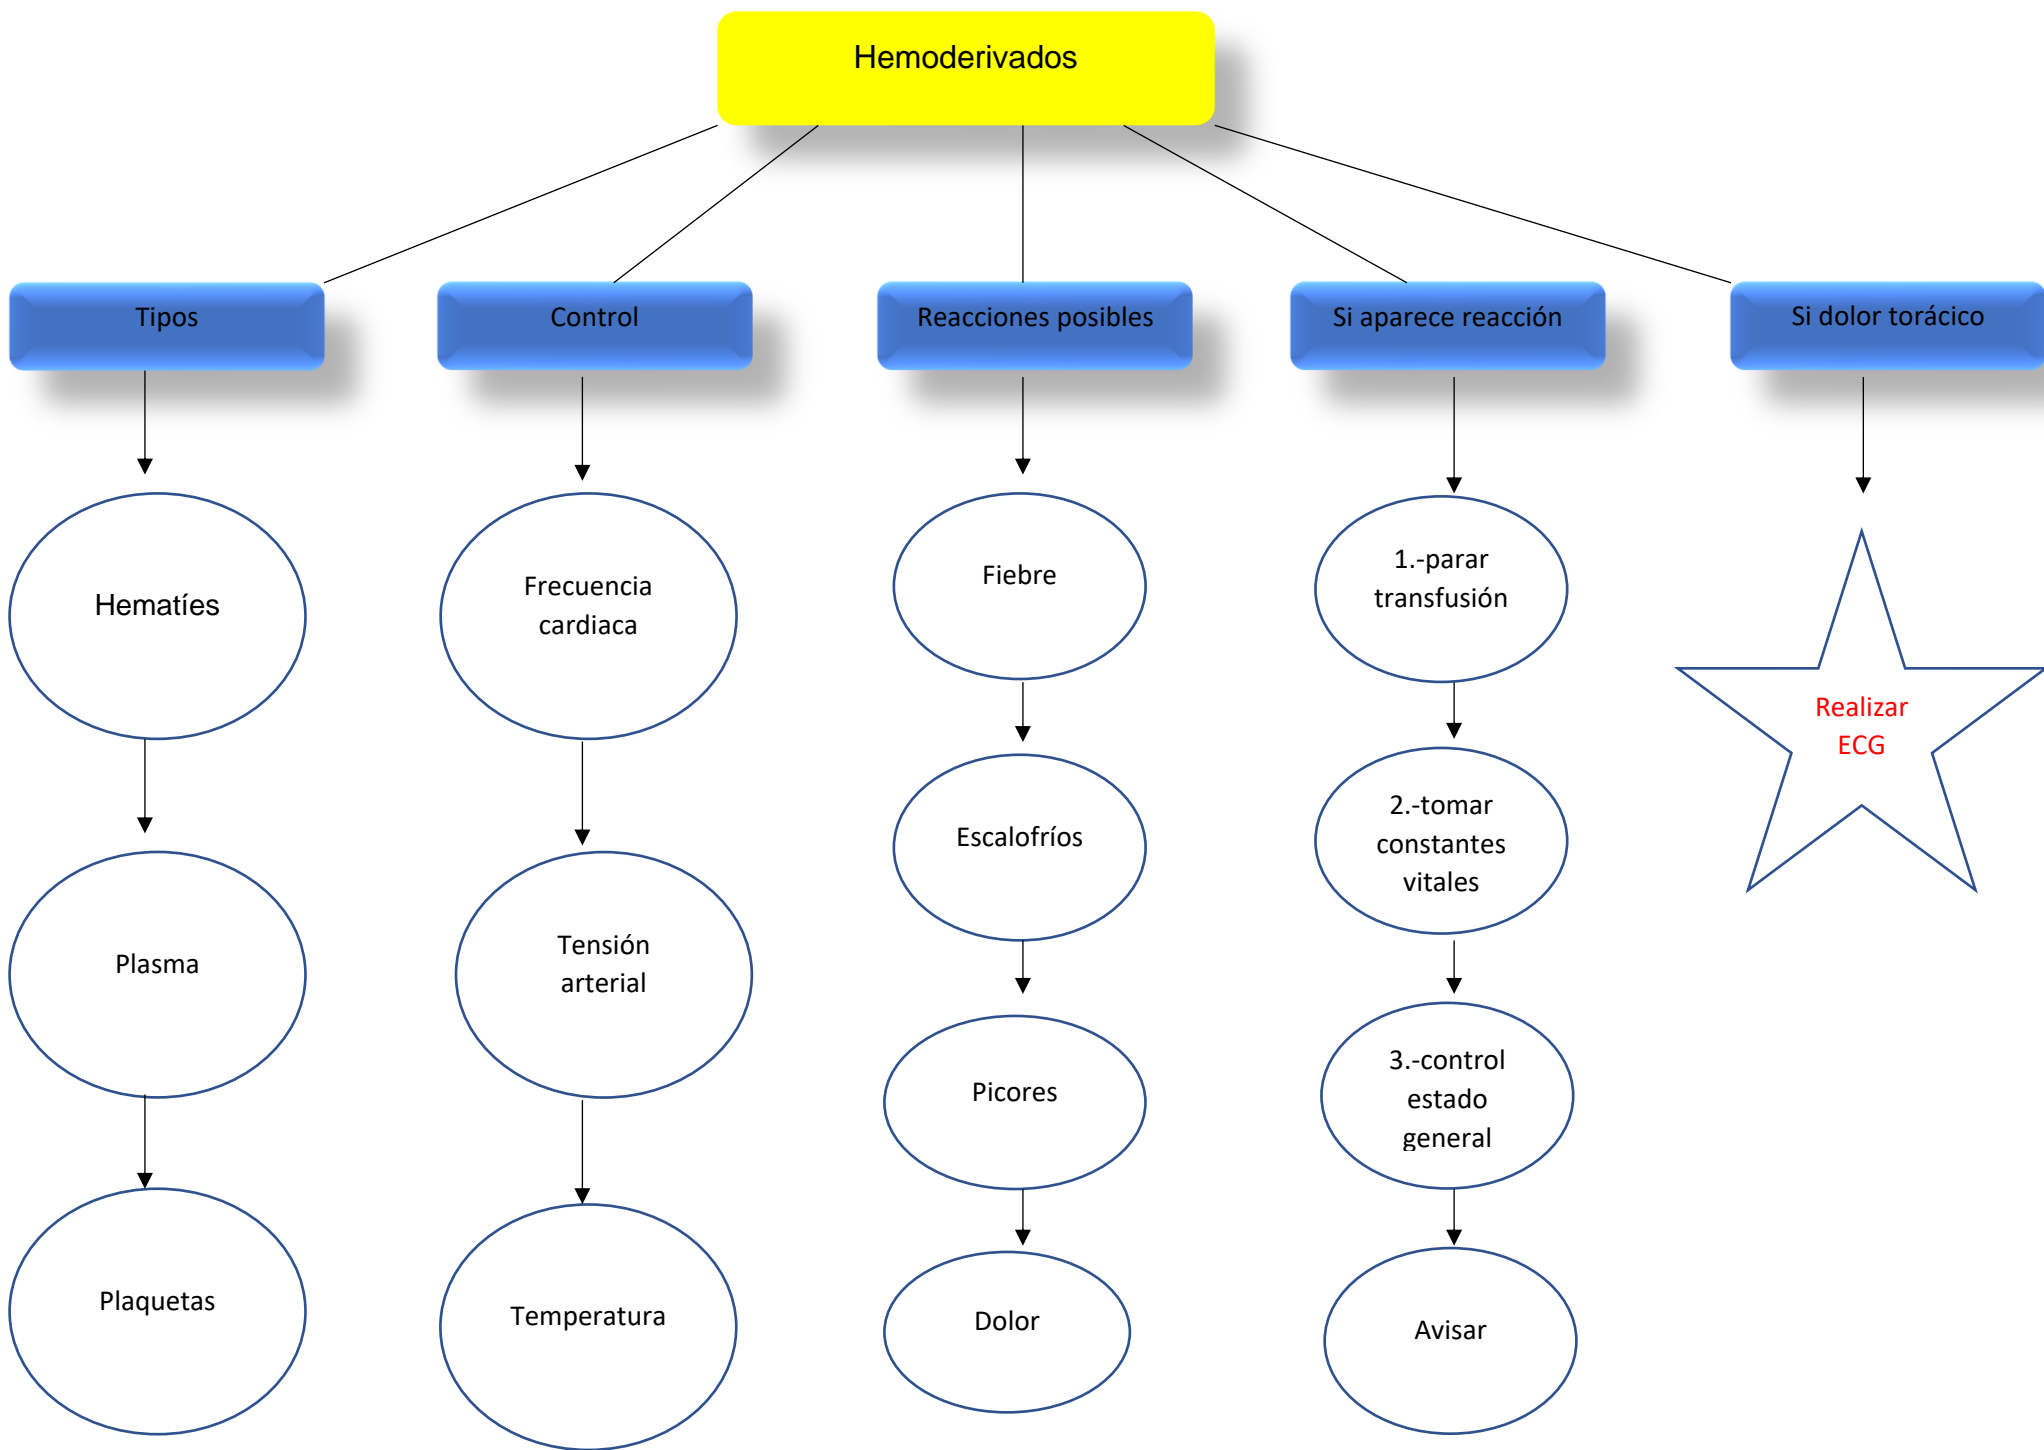 Hemoderivados
Tipos
Control
Reacciones posibles
Si aparece reacción
Si dolor torácico
Hematíes
Plasma
Plaquetas
Frecuencia
cardiaca
Tensión
arterial
Temperatura
Fiebre
Escalofríos
Picores
Dolor
1.-parar
transfusión
2.-tomar
constantes
vitales
3.-control
estado
general
Avisar
Realizar
ECG